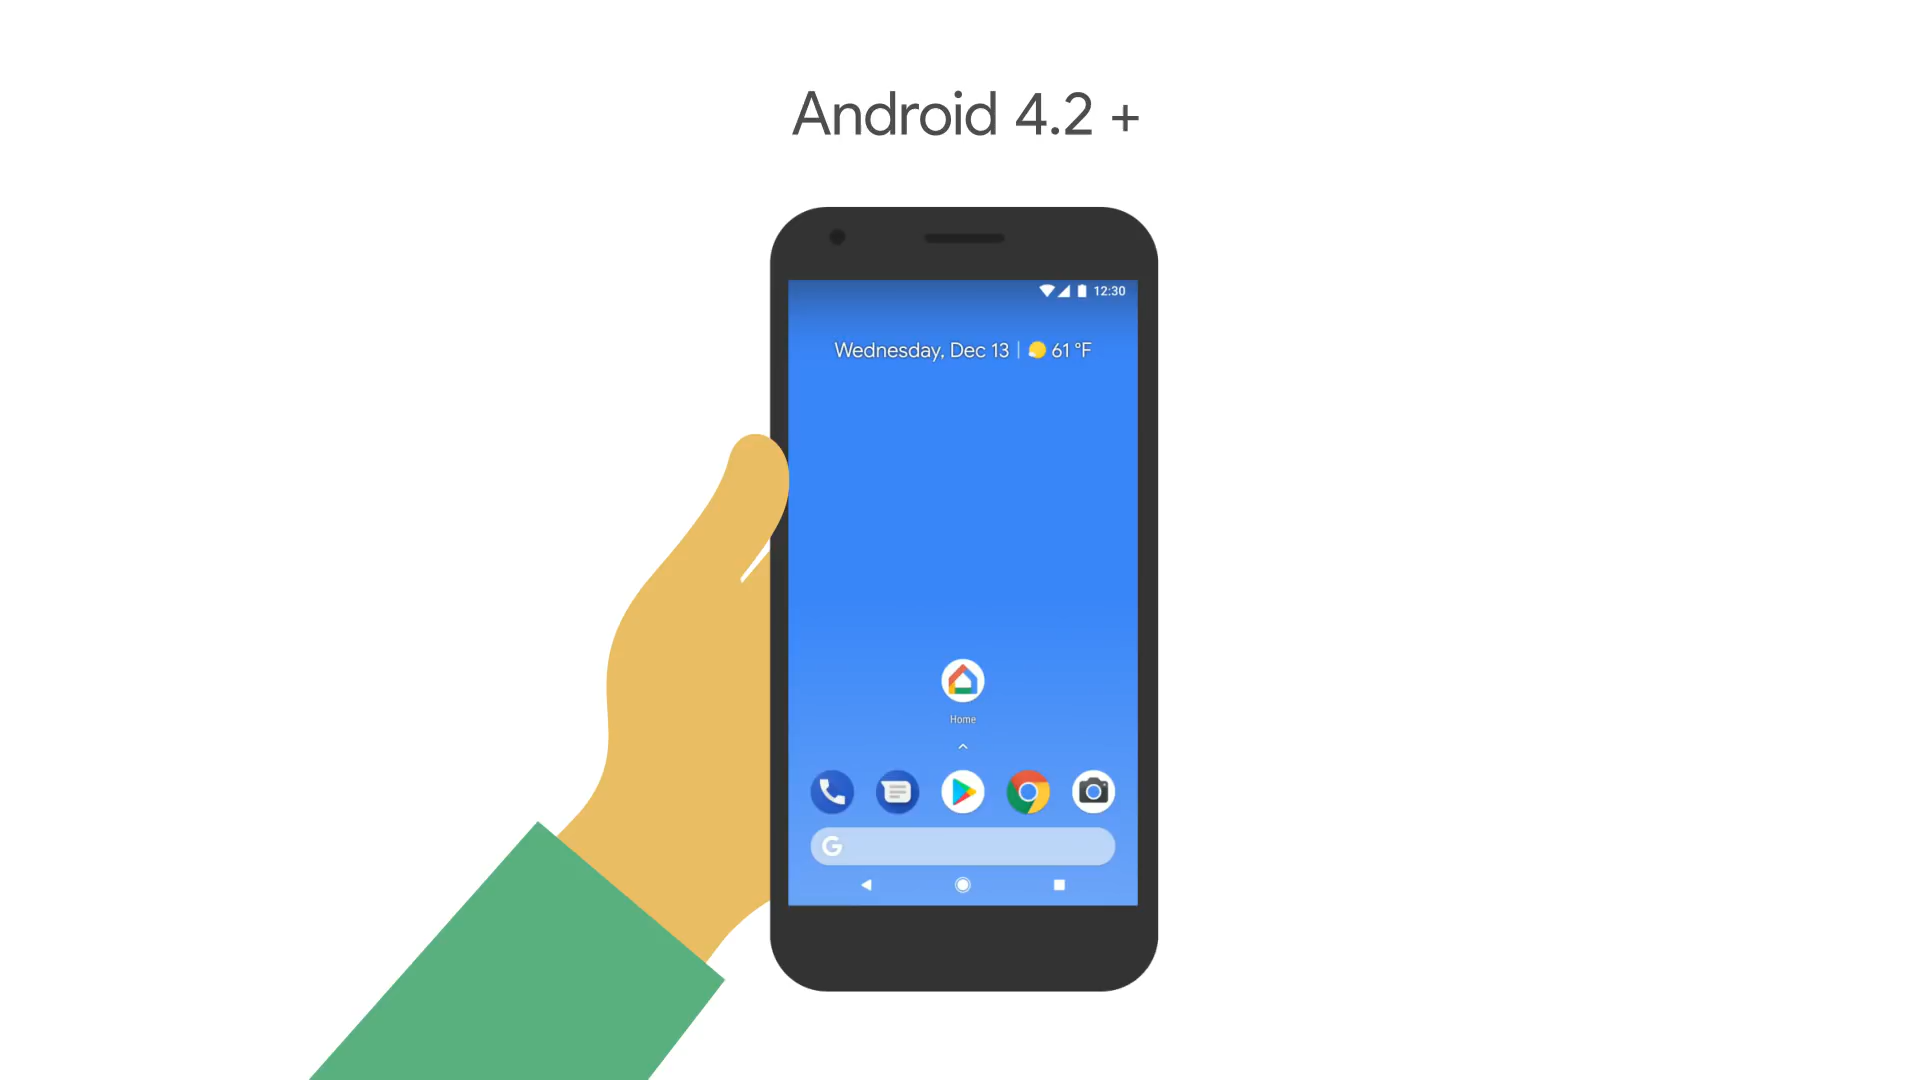 Android 4.2 +
12:30
Wednesday, Dec 13 | 61 °F
Home
G